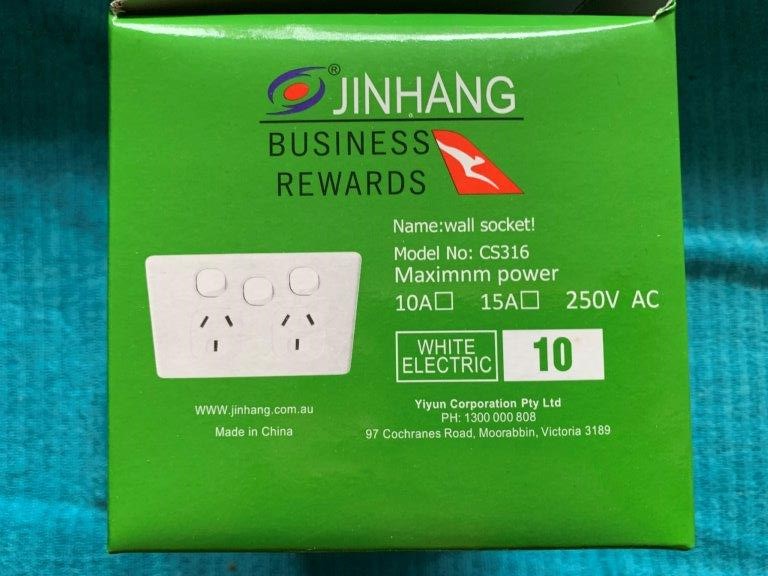 ® JINHANG
BUSINESS
REWARDS
Name:wall socket!
Model No: CS316
Maximnm power
10A☐ 15A☐ 250V AC
WHITE
ELECTRIC
10
WWW.jinhang.com.au
Made in China
Yiyun Corporation Pty Ltd
PH: 1300 000 808
97 Cochranes Road, Moorabbin, Victoria 3189